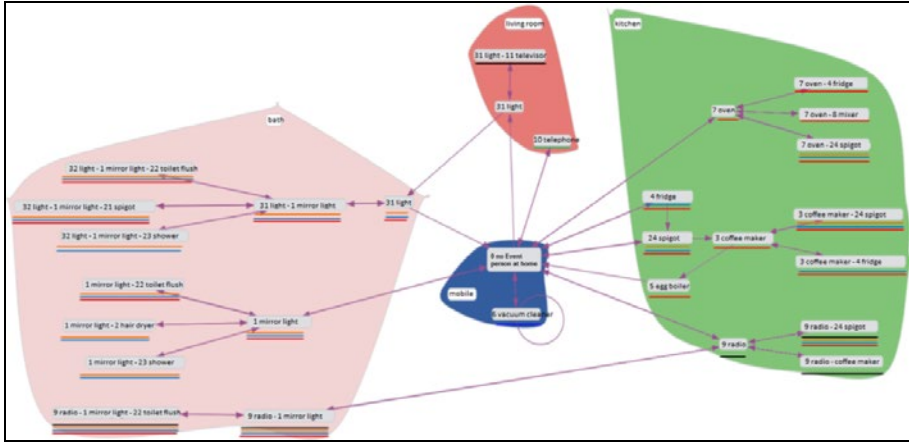 living room
kitchen
31 light - 11 televisor
7 oven - 4 fridge
31 light
7 oven
7 oven - 8 mixer
bath
10 telephone
7 oven - 24 spigot
32 light - 1 mirror light - 22 toilet flush
4 fridge
32 light - 1 mirror light - 21 spigot
31 light - 1 mirror light
31 light
3 coffee maker - 24 spigot
32 light - 1 mirror light - 23 shower
24 spigot
3 coffee maker
0 no Event
person at home
3 coffee maker - 4 fridge
1 mirror light - 22 toilet flush
5 egg boiler
mobile
6 vacuum cleaner
1 mirror light - 2 hair dryer
1 mirror light
9 radio - 24 spigot
9 radio
1 mirror light - 23 shower
9 radio - coffee maker
9 radio - 1 mirror light - 22 toilet flush
9 radio - 1 mirror light